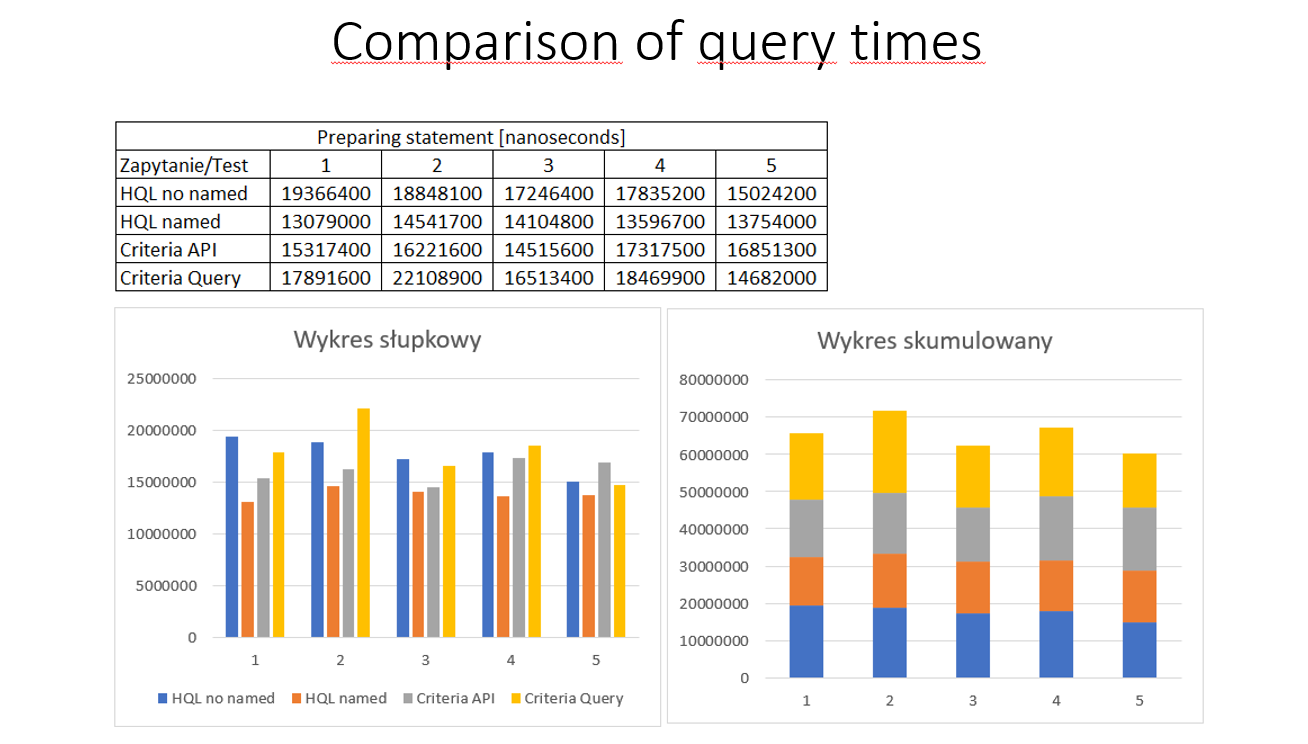 Comparison of query times
Preparing statement [nanoseconds]
Zapytanie/Test 1 2 3 4 5
HQL no named 19366400 18848100 17246400 17835200 15024200
HQL named 13079000 14541700 14104800 13596700 13754000
Criteria API 15317400 16221600 14515600 17317500 16851300
Criteria Query 17891600 22108900 16513400 18469900 14682000
Wykres słupkowy
25000000
20000000
15000000
10000000
5000000
0
1 2 3 4 5
HQL no named HQL named Criteria API Criteria Query
Wykres skumulowany
80000000
70000000
60000000
50000000
40000000
30000000
20000000
10000000
0
1 2 3 4 5